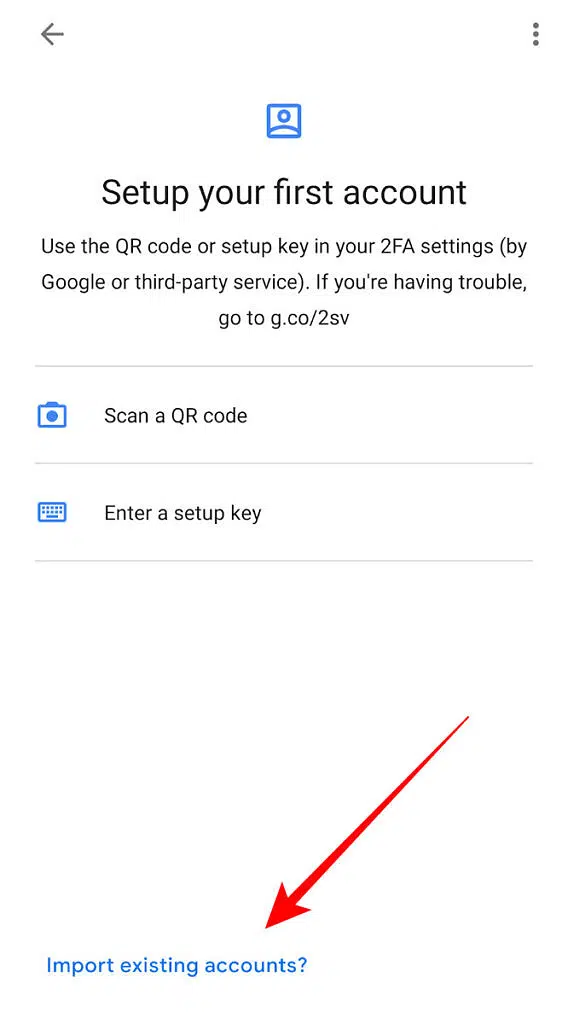 Setup your first account
Use the QR code or setup key in your 2FA settings (by
Google or third-party service). If you're having trouble,
go to g.co/2sv
Scan a QR code
Enter a setup key
Import existing accounts?